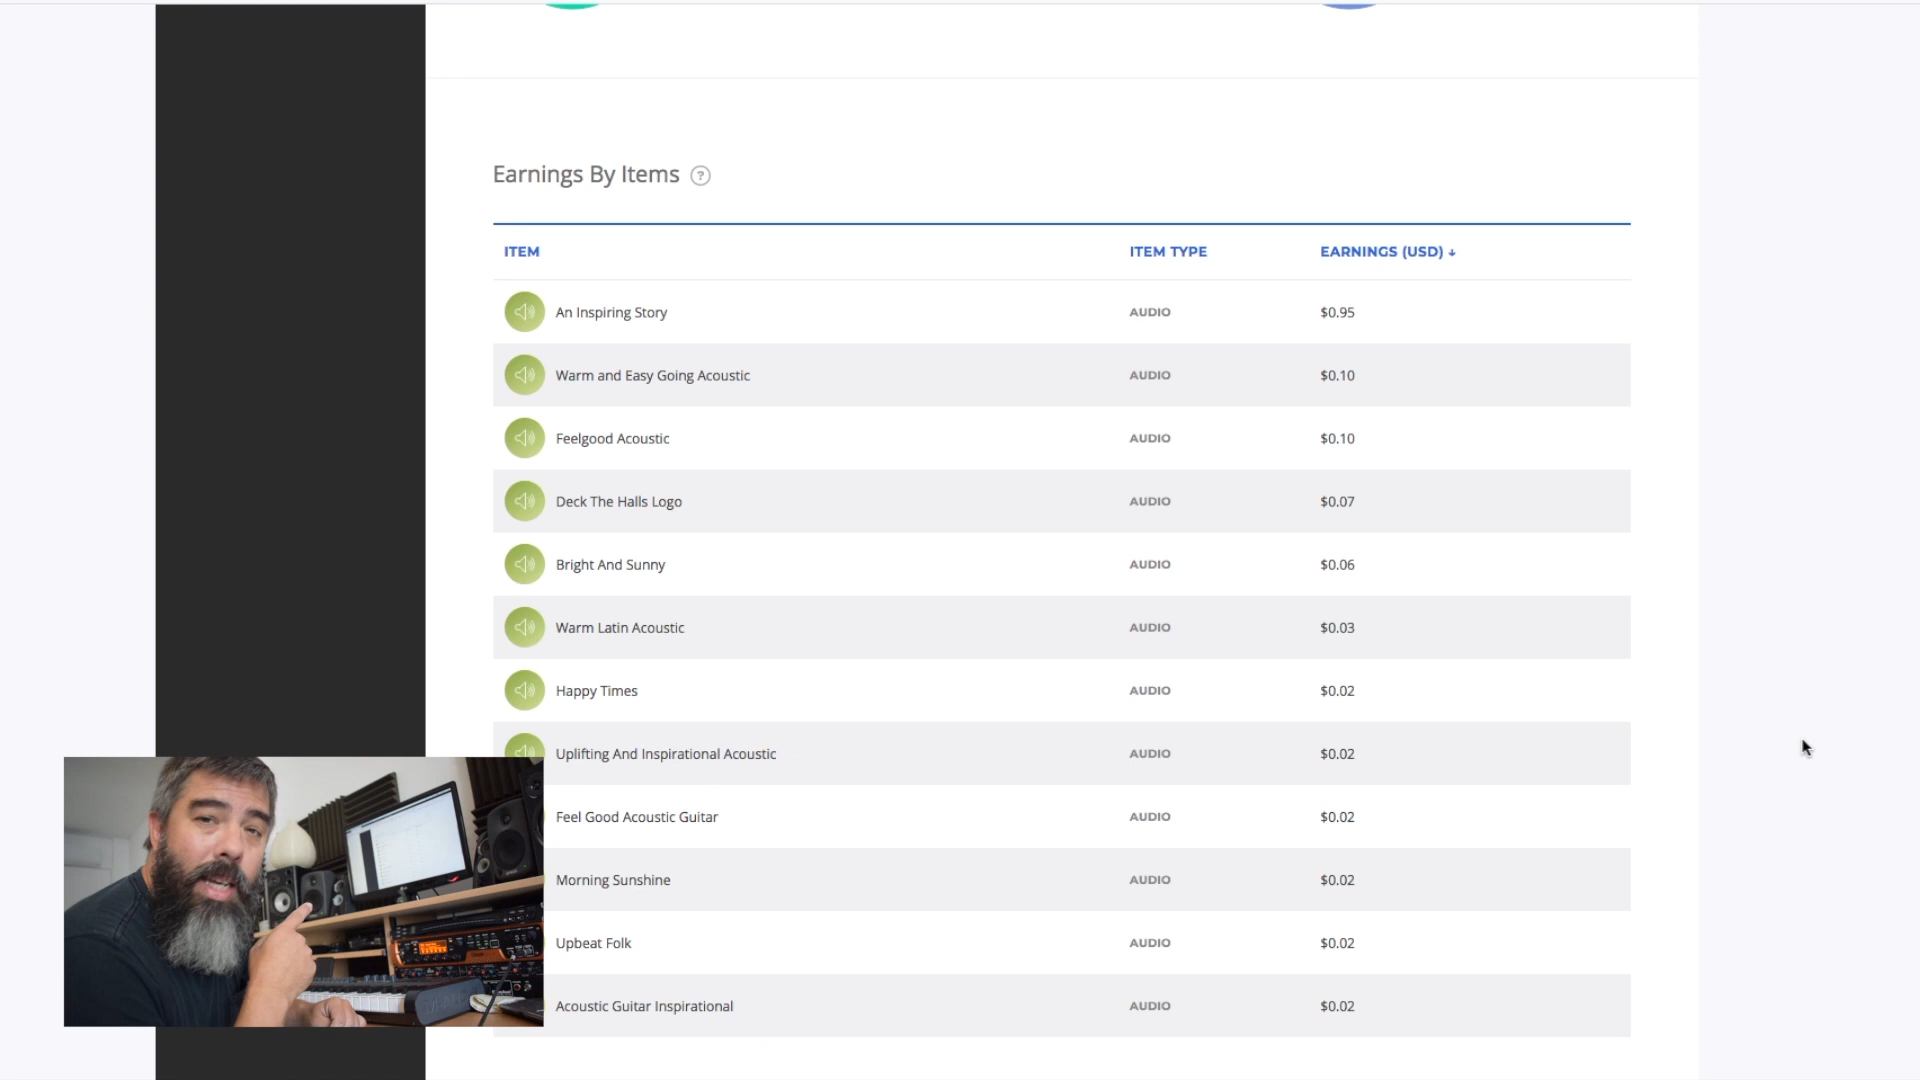 Earnings By Items ?
ITEM ITEM TYPE EARNINGS (USD) ↓
An Inspiring Story AUDIO $0.95
Warm and Easy Going Acoustic AUDIO $0.10
Feelgood Acoustic AUDIO $0.10
Deck The Halls Logo AUDIO $0.07
Bright And Sunny AUDIO $0.06
Warm Latin Acoustic AUDIO $0.03
Happy Times AUDIO $0.02
Uplifting And Inspirational Acoustic AUDIO $0.02
Feel Good Acoustic Guitar AUDIO $0.02
Morning Sunshine AUDIO $0.02
Upbeat Folk AUDIO $0.02
Acoustic Guitar Inspirational AUDIO $0.02